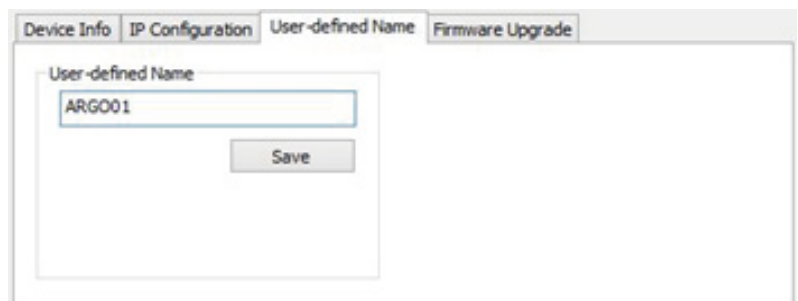 Device Info IP Configuration User-defined Name Firmware Upgrade
User-defined Name
ARGO01
Save